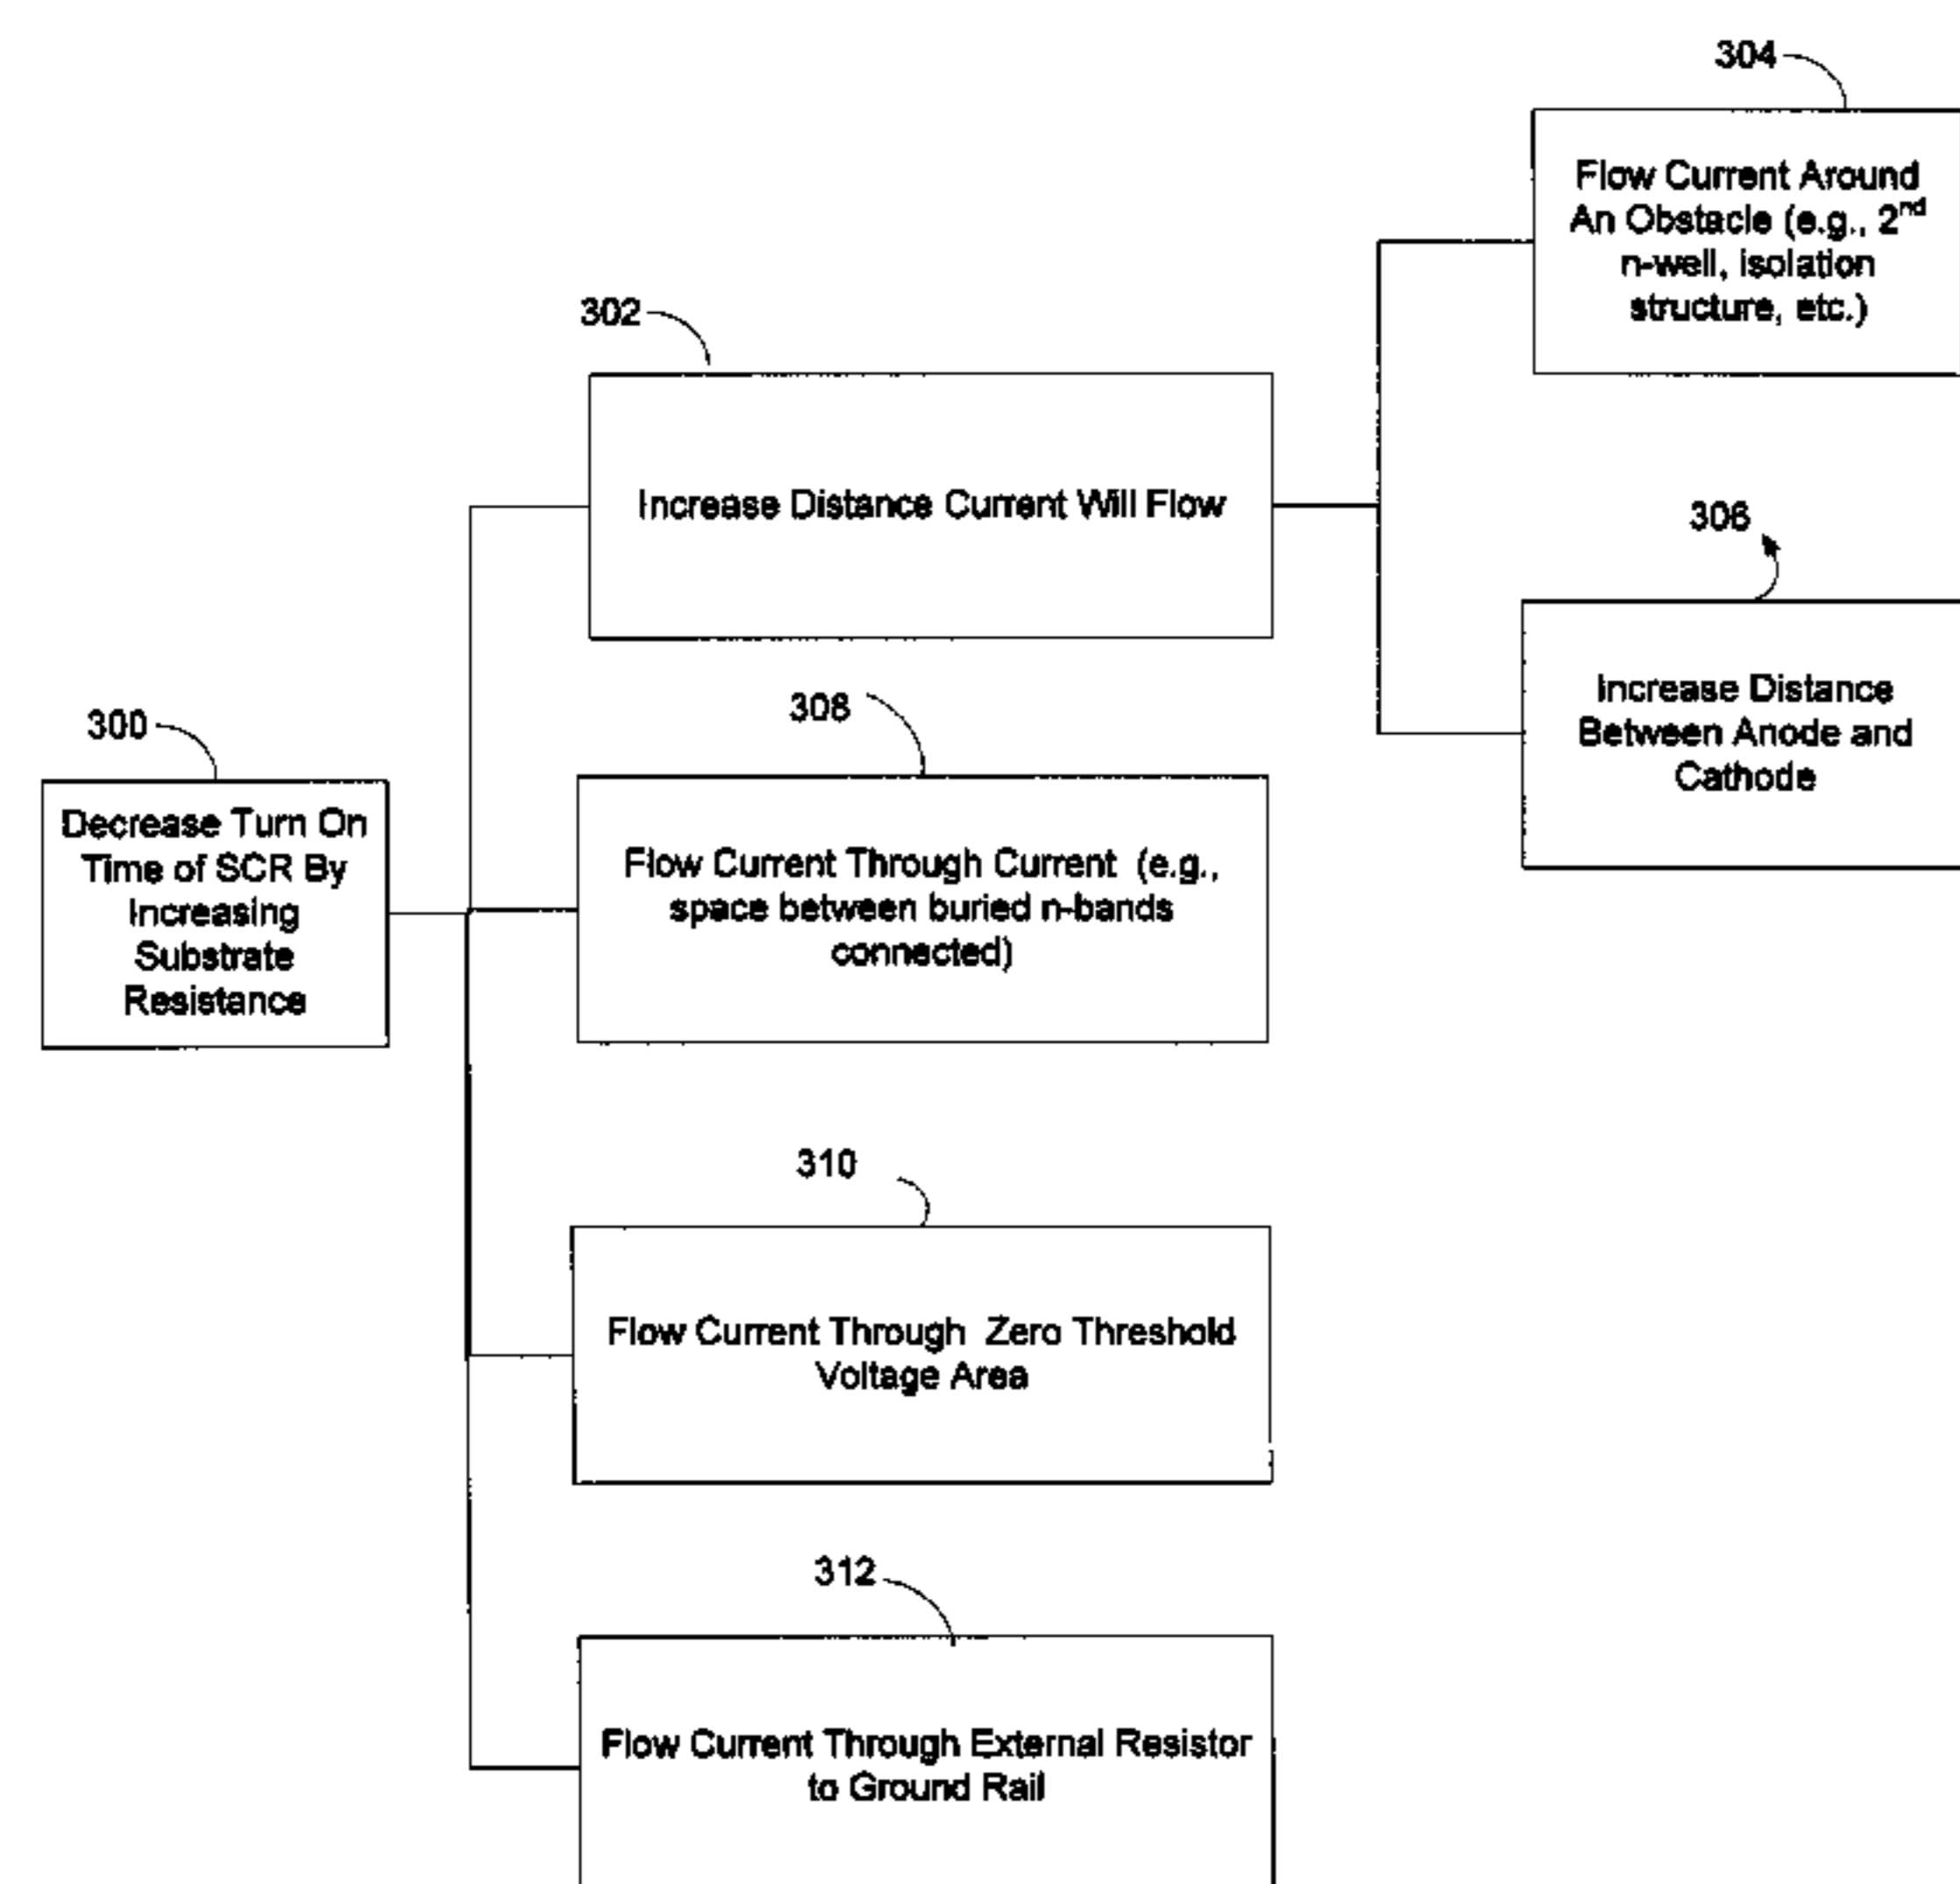 304
Flow Current Around
An Obstacle (e.g., 2nd
n-well, isolation
structure, etc.)
302
Increase Distance Current Will Flow
306
Increase Distance
Between Anode and
Cathode
300
Decrease Turn On
Time of SCR By
Increasing
Substrate
Resistance
308
Flow Current Through Current (e.g.,
space between buried n-bands
connected)
310
Flow Current Through Zero Threshold
Voltage Area
312
Flow Current Through External Resistor
to Ground Rail